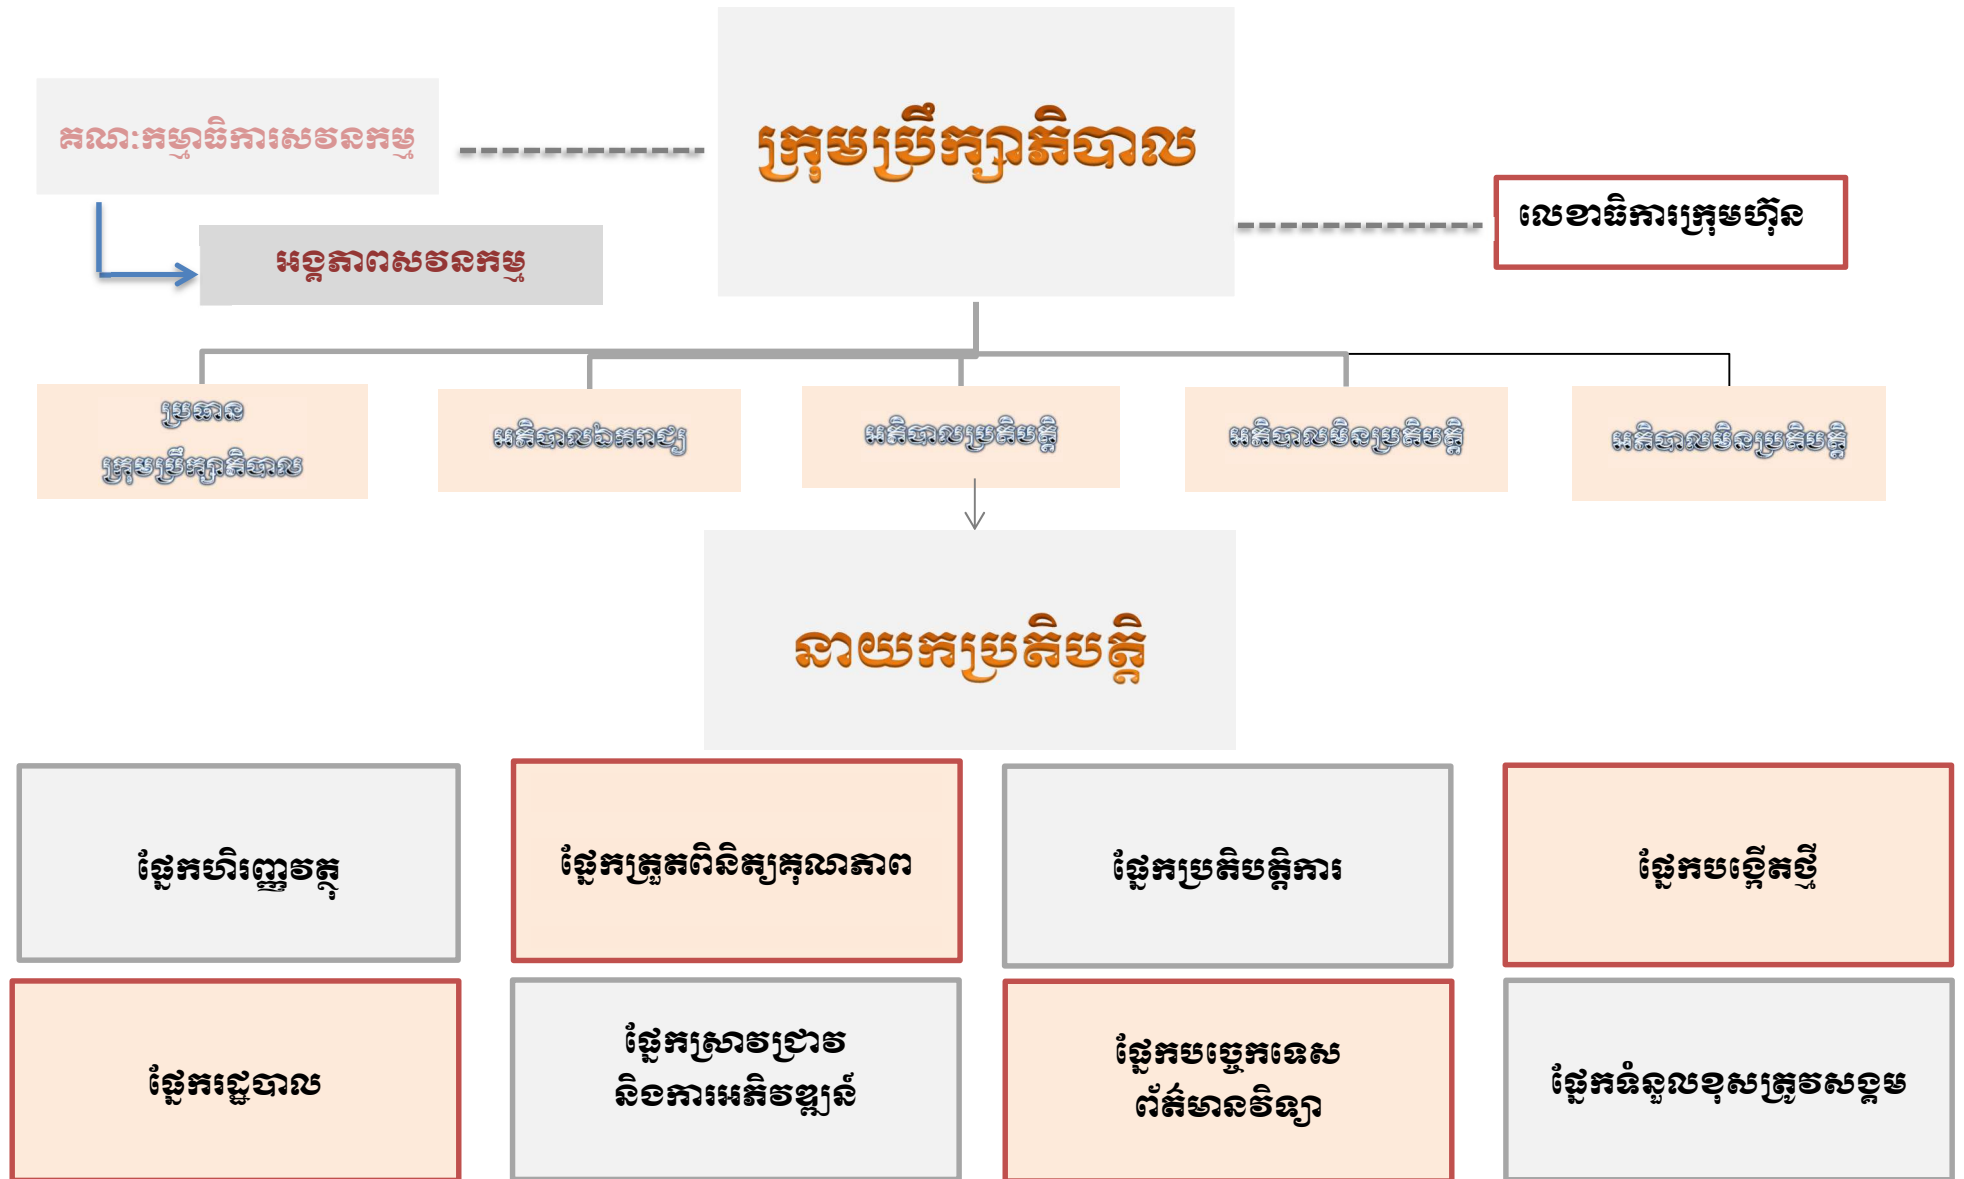 ក្រុមប្រឹក្សាភិបាល
គណៈកម្មាធិការសវនកម្ម
លេខាធិការក្រុមហ៊ុន
អង្គភាពសវនកម្ម
ប្រធាន
ក្រុមប្រឹក្សាភិបាល
អភិបាលឯករាជ្យ
អភិបាលប្រតិបត្តិ
អភិបាលមិនប្រតិបត្តិ
អភិបាលមិនប្រតិបត្តិ
នាយកប្រតិបត្តិ
ផ្នែកហិរញ្ញវត្ថុ
ផ្នែកត្រួតពិនិត្យគុណភាព
ផ្នែកប្រតិបត្តិការ
ផ្នែកបង្កើតថ្មី
ផ្នែករដ្ឋបាល
ផ្នែកស្រាវជ្រាវ
និងការអភិវឌ្ឍន៍
ផ្នែកបច្ចេកទេស
ព័ត៌មានវិទ្យា
ផ្នែកទំនួលខុសត្រូវសង្គម